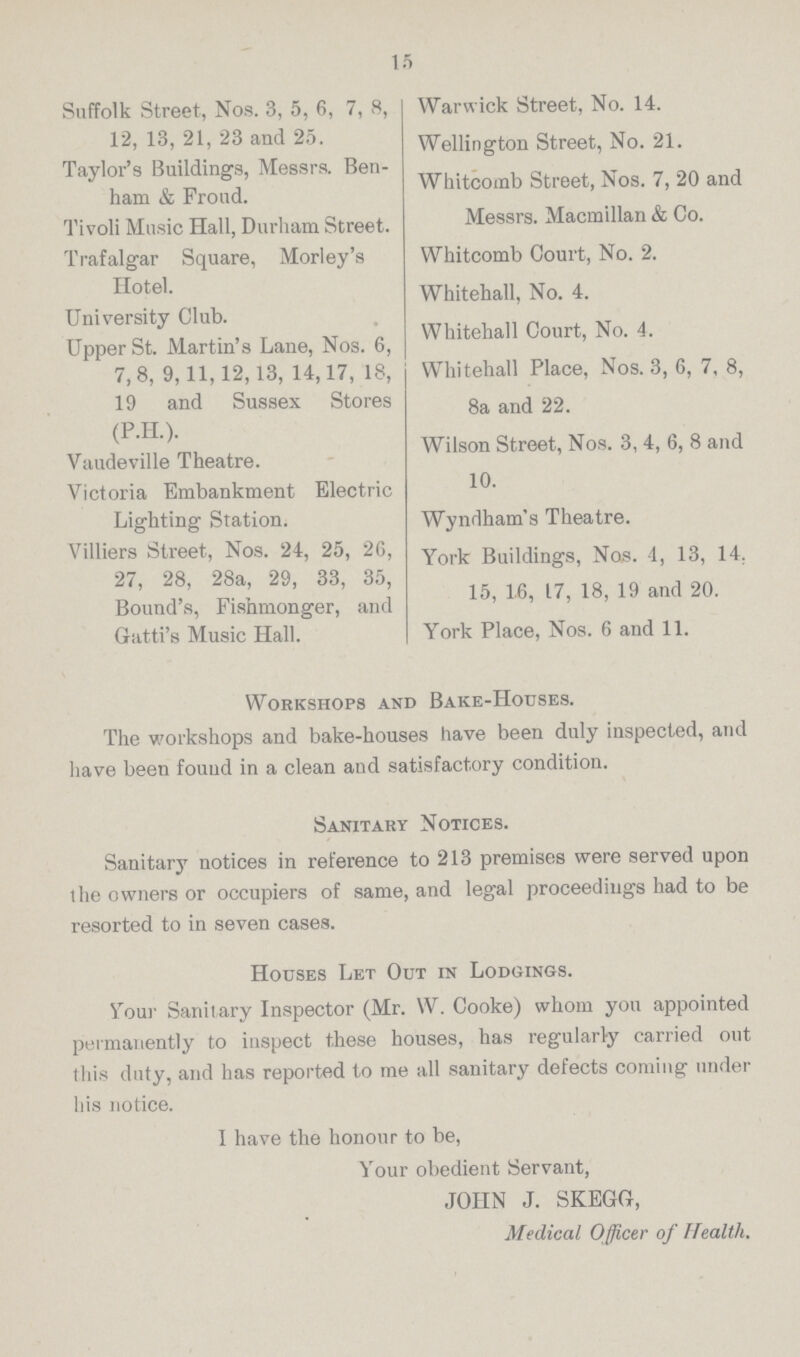 15
Suffolk Street, Nos. 3, 5, 6, 7, 8,
12, 13, 21, 23 and 25.
Taylor's Buildings, Messrs. Ben-
ham & Froud.
Tivoli Music Hall, Durham Street.
Trafalgar Square, Morley's
Hotel.
University Club.
Upper St. Martin's Lane, Nos. 6,
7, 8, 9, 11, 12, 13, 14, 17, 18,
19 and Sussex Stores
(P.H.).
Vaudeville Theatre.
Victoria Embankment Electric
Lighting Station.
Villiers Street, Nos. 24, 25, 26,
27, 28, 28a, 29, 33, 35,
Bound's, Fishmonger, and
Gatti's Music Hall.
Warwick Street, No. 14.
Wellington Street, No. 21.
Whitcomb Street, Nos. 7, 20 and
Messrs. Macmillan & Co.
Whitcomb Court, No. 2.
Whitehall, No. 4.
Whitehall Court, No. 4.
Whitehall Place, Nos. 3, 6, 7, 8,
8a and 22.
Wilson Street, Nos. 3, 4, 6, 8 and
10.
Wyndham's Theatre.
York Buildings, Nos. 4, 13, 14,
15, 16, 17, 18, 19 and 20.
York Place, Nos. 6 and 11.
Workshops and Bake-Houses.
The workshops and bake-houses have been duly inspected, and
have been found in a clean and satisfactory condition.
Sanitary Notices.
Sanitary notices in reference to 213 premises were served upon
the owners or occupiers of same, and legal proceedings had to be
resorted to in seven cases.
Houses Let Out in Lodgings.
Your Sanitary Inspector (Mr. W. Cooke) whom you appointed
permanently to inspect these houses, has regularly carried out
this duty, and has reported to me all sanitary defects coming under
his notice.
I have the honour to be,
Your obedient Servant,
JOHN J. SKEGG,
Medical Officer of Health.